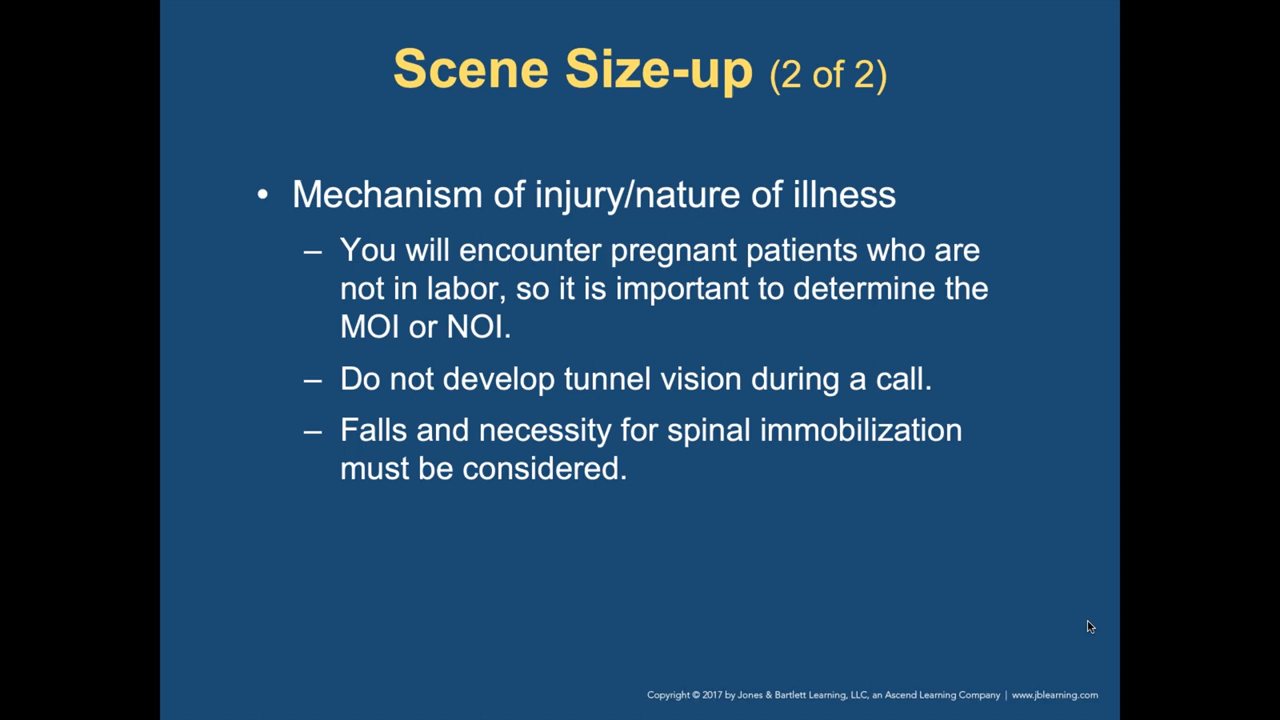 Scene Size-up (2 of 2)
• Mechanism of injury/nature of illness
– You will encounter pregnant patients who are
not in labor, so it is important to determine the
MOI or NOI.
– Do not develop tunnel vision during a call.
– Falls and necessity for spinal immobilization
must be considered.
Copyright © 2017 by Jones & Bartlett Learning, LLC, an Ascend Learning Company | www.jblearning.com